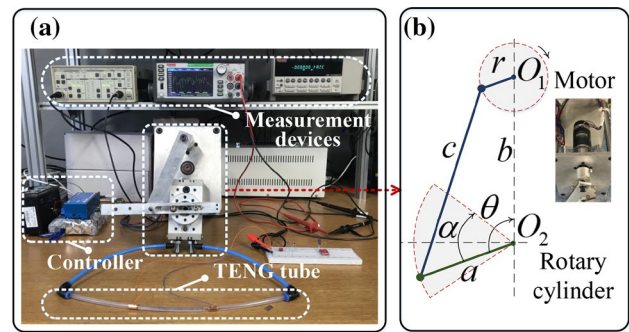 (a)
Measurement
devices
Controller
TENG tube
(b)
r
O1
Motor
c
b
α
θ
O2
a
Rotary
cylinder